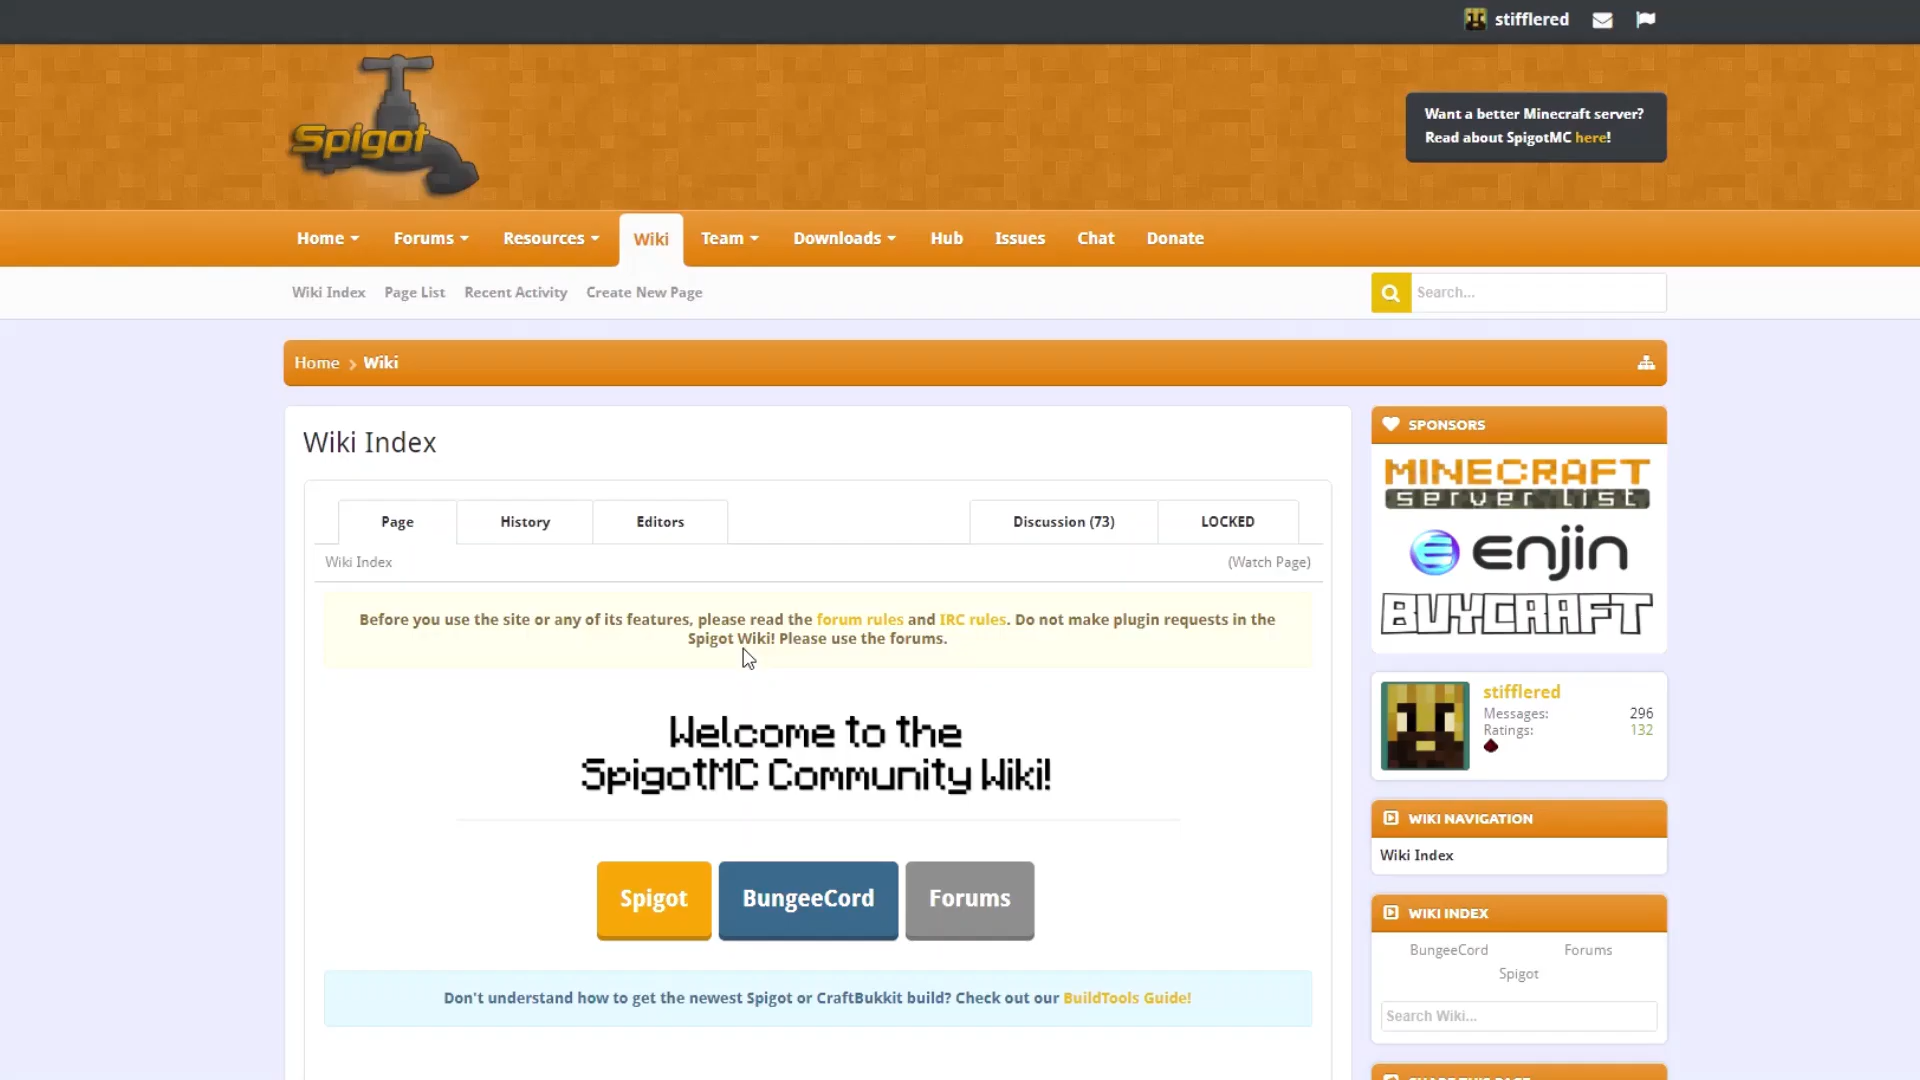 stifflered
Spigot
Want a better Minecraft server?
Read about SpigotMC here!
Home
Forums
Resources
Wiki
Team
Downloads
Hub
Issues
Chat
Donate
Wiki Index
Page List
Recent Activity
Create New Page
Search...
Home
Wiki
Wiki Index
Page
History
Editors
Discussion (73)
LOCKED
Wiki Index
(Watch Page)
Before you use the site or any of its features, please read the forum rules and IRC rules. Do not make plugin requests in the
Spigot Wiki! Please use the forums.
Welcome to the
SpigotMC Community Wiki!
Spigot
BungeeCord
Forums
Don't understand how to get the newest Spigot or CraftBukkit build? Check out our BuildTools Guide!
SPONSORS
MINECRAFT
server list
enjin
BUYCRAFT
stifflered
Messages: 296
Ratings: 132
WIKI NAVIGATION
Wiki Index
WIKI INDEX
BungeeCord
Forums
Spigot
Search Wiki...